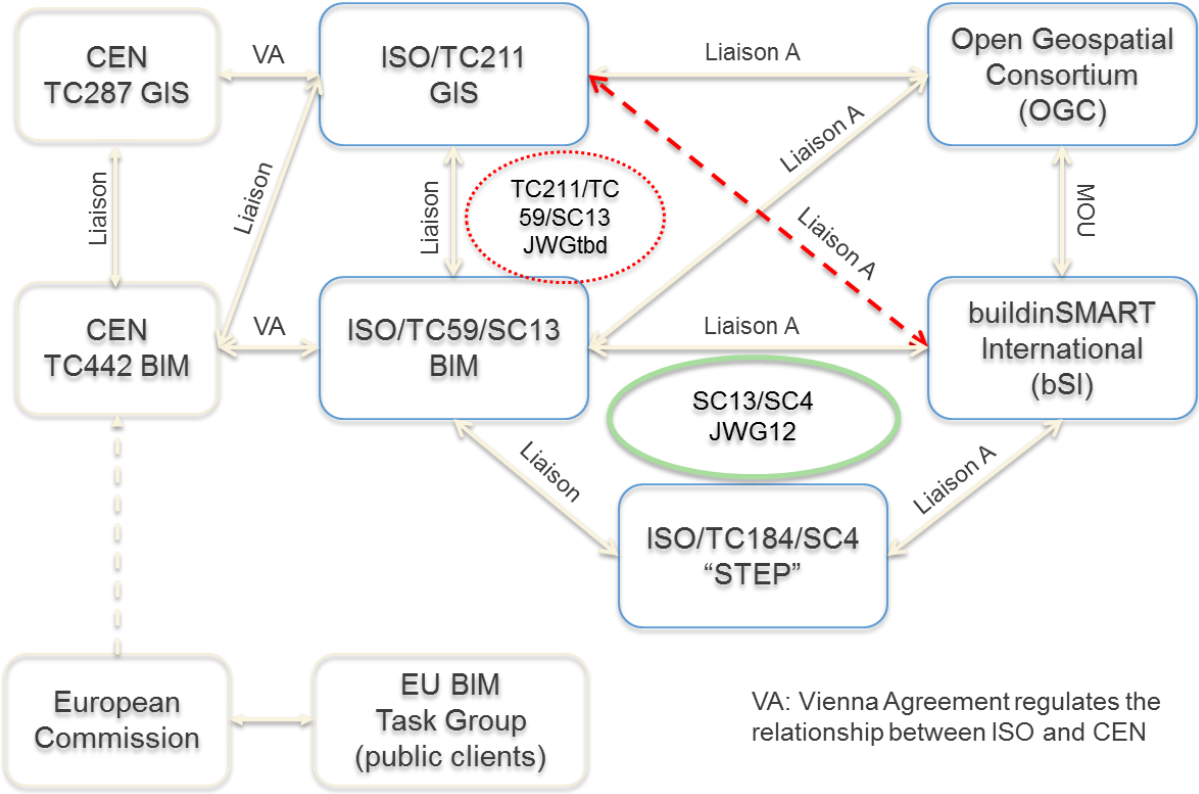 CEN
TC287 GIS
VA
ISO/TC211
GIS
Liaison A
Open Geospatial
Consortium
(OGC)
Liaison
Liaison
Liaison
TC211/TC
59/SC13
JWGtbd
Liaison A
Liaison A
MOU
CEN
TC442 BIM
VA
ISO/TC59/SC13
BIM
Liaison A
buildinSMART
International
(bSI)
SC13/SC4
JWG12
Liaison
Liaison A
ISO/TC184/SC4
“STEP”
European
Commission
EU BIM
Task Group
(public clients)
VA: Vienna Agreement regulates the
relationship between ISO and CEN